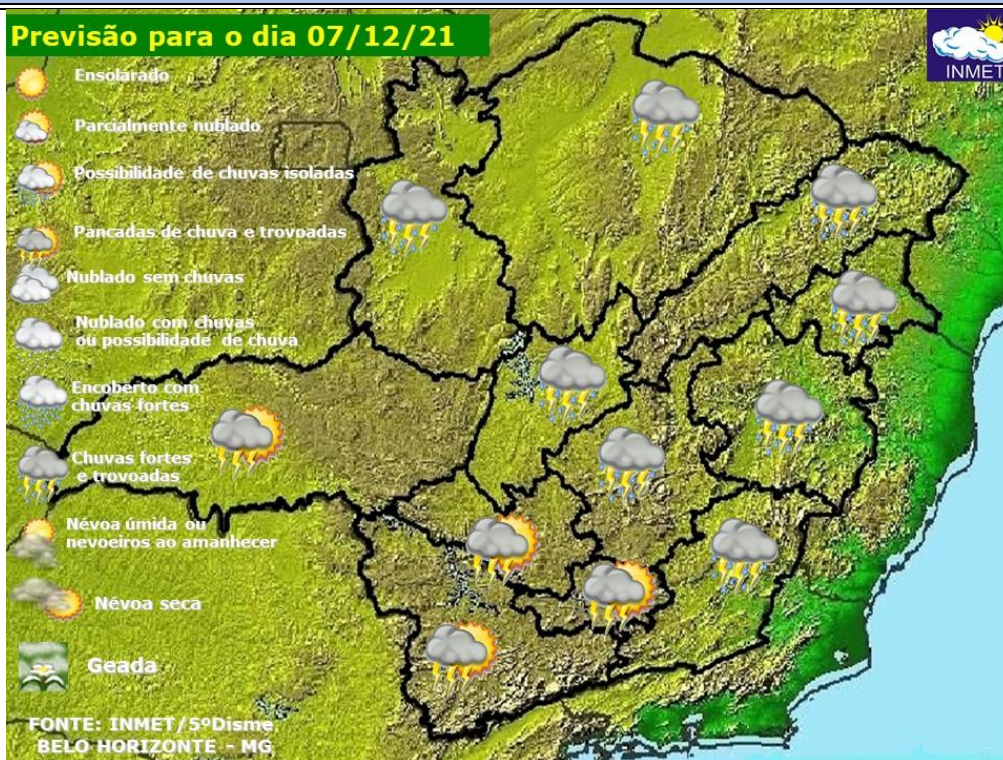 Previsão para o dia 07/12/21
INMET
Ensolarado
Parcialmente nublado
Possibilidade de chuvas isoladas
Pancadas de chuva e trovoadas
Nublado sem chuvas
Nublado com chuvas
ou possibilidade de chuva
Encoberto com
chuvas fortes
Chuvas fortes
e trovoadas
Névoa úmida ou
nevoeiros ao amanhecer
Névoa seca
Geada
FONTE: INMET/5ºDisme
BELO HORIZONTE - MG